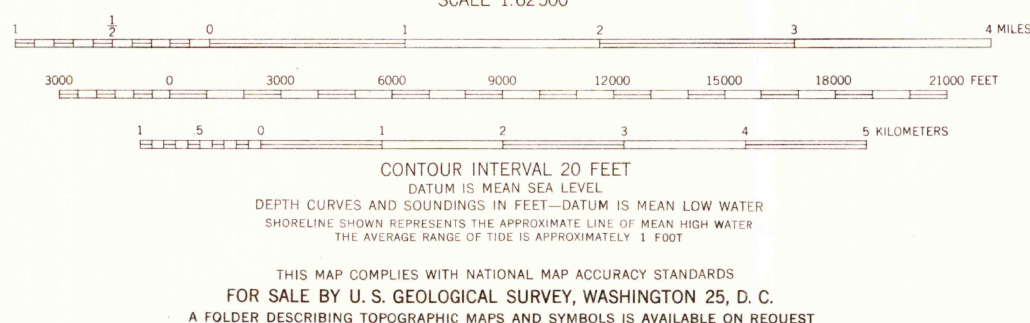 SCALE 1:62500
1 1/2 0 1 2 3 4 MILES
3000 0 3000 6000 9000 12000 15000 18000 21000 FEET
1 .5 0 1 2 3 4 5 KILOMETERS
CONTOUR INTERVAL 20 FEET
DATUM IS MEAN SEA LEVEL
DEPTH CURVES AND SOUNDINGS IN FEET—DATUM IS MEAN LOW WATER
SHORELINE SHOWN REPRESENTS THE APPROXIMATE LINE OF MEAN HIGH WATER
THE AVERAGE RANGE OF TIDE IS APPROXIMATELY 1 FOOT
THIS MAP COMPLIES WITH NATIONAL MAP ACCURACY STANDARDS
FOR SALE BY U. S. GEOLOGICAL SURVEY, WASHINGTON 25, D. C.
A FOLDER DESCRIBING TOPOGRAPHIC MAPS AND SYMBOLS IS AVAILABLE ON REQUEST